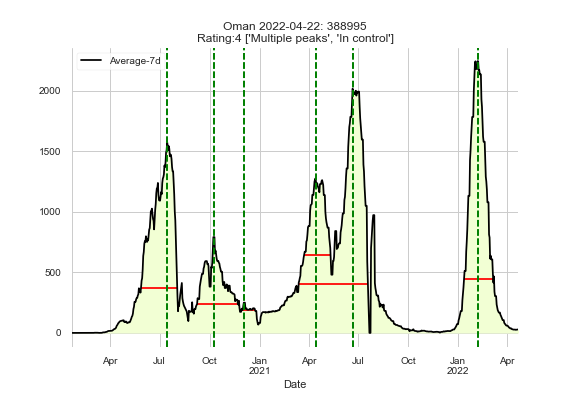 Oman 2022-04-22: 388995
Rating:4 ['Multiple peaks', 'In control']
Average-7d
2000
1500
1000
500
0
Apr Jul Oct Jan Apr Jul Oct Jan Apr
2021 2022
Date